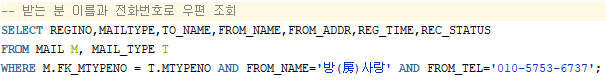 -- 받는 분 이름과 전화번호로 우편 조회
SELECT REGINO,MAILTYPE,TO_NAME,FROM_NAME,FROM_ADDR,REG_TIME,REC_STATUS
FROM MAIL M, MAIL_TYPE T
WHERE M.FK_MTYPENO = T.MTYPENO AND FROM_NAME='방(房)사랑' AND FROM_TEL='010-5753-6737';